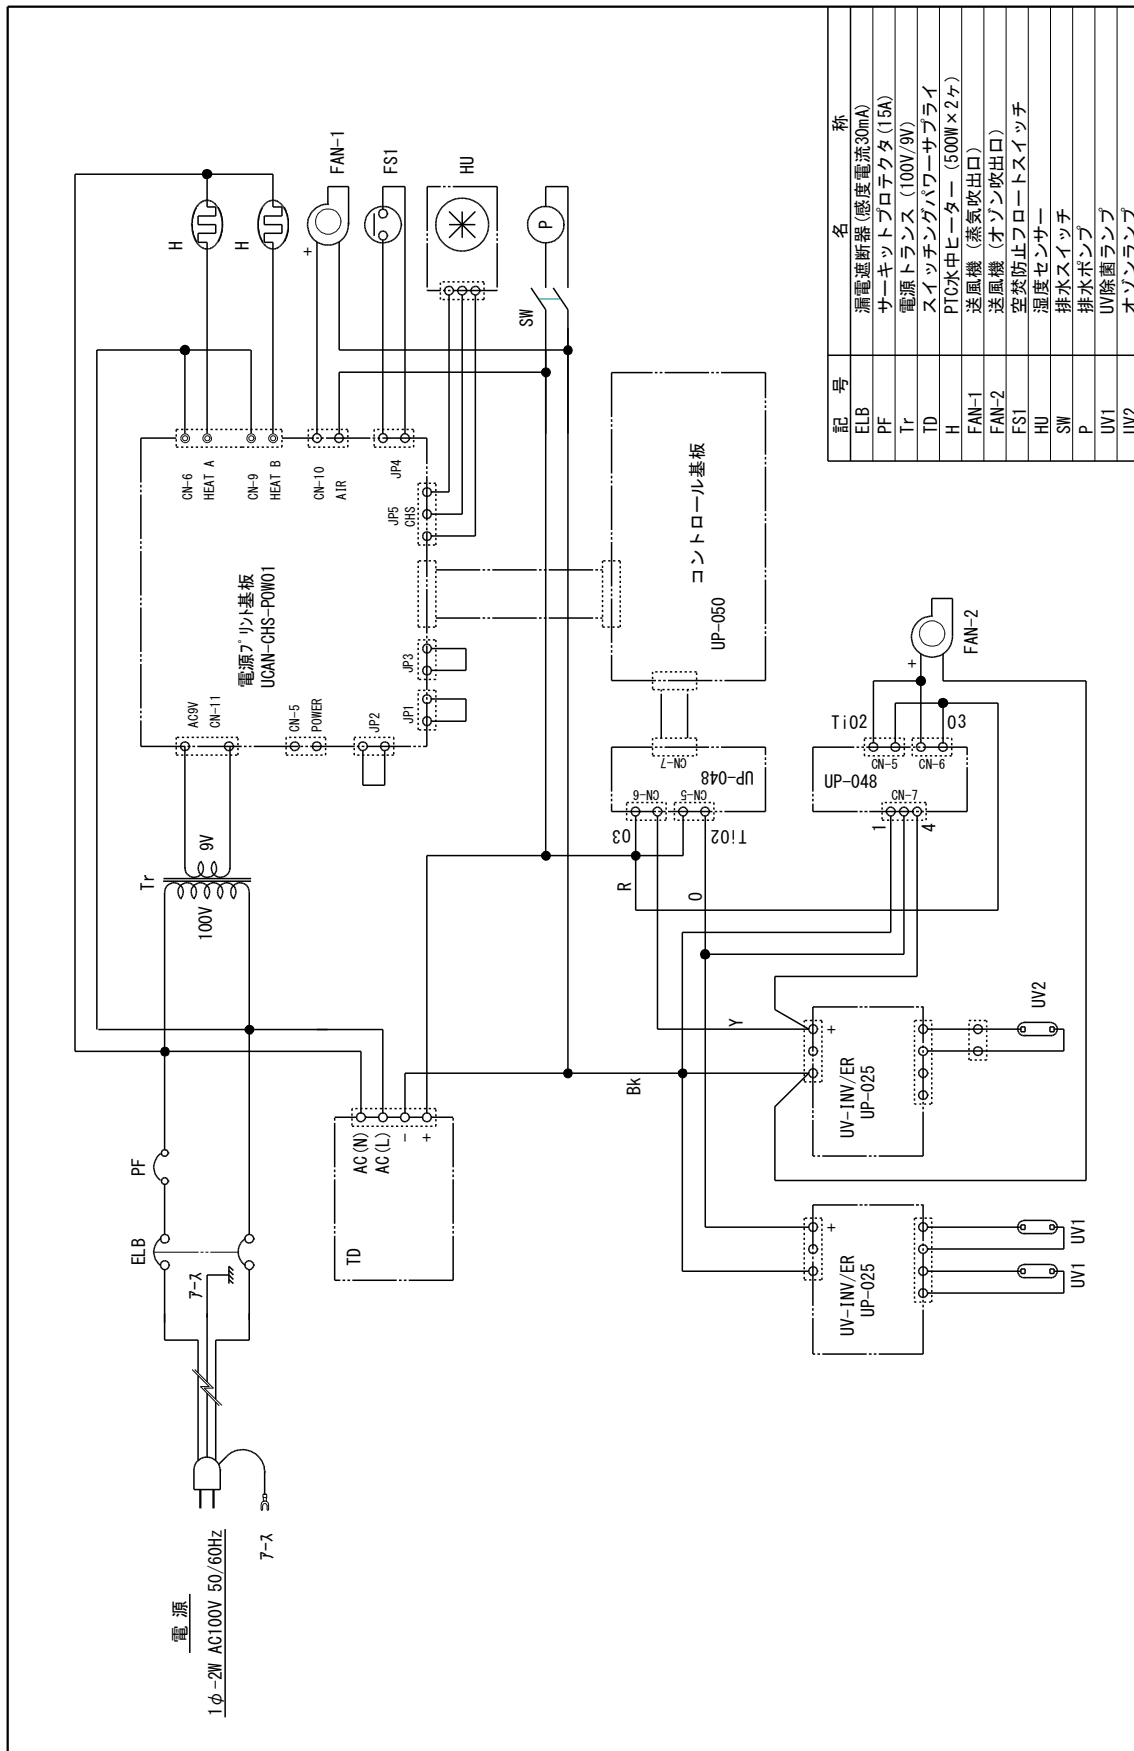 電 源
1φ-2W AC100V 50/60Hz
アース
アース
ELB
PF
Tr
100V
9V
AC9V
CN-11
CN-5
POWER
JP2
電源プリント基板
UCAN-CHS-POW01
JP1
JP3
JP5
CHS
JP4
CN-6
HEAT A
CN-9
HEAT B
CN-10
AIR
H
H
+
FAN-1
FS1
HU
P
SW
TD
AC(N)
AC(L)
-
+
コントロール基板
UP-050
CN-7
UP-048
CN-6
CN-5
O3
TiO2
R
O
Y
Bk
UP-048
CN-5
CN-6
CN-7
TiO2
O3
1
4
+
FAN-2
UV-INV/ER
UP-025
+
UV2
UV-INV/ER
UP-025
+
UV1
UV1
記 号 名 称
ELB 漏電遮断器(感度電流30mA)
PF サーキットプロテクタ(15A)
Tr 電源トランス (100V/9V)
TD スイッチングパワーサプライ
H PTC水中ヒーター (500W×2ヶ)
FAN-1 送風機 (蒸気吹出口)
FAN-2 送風機 (オゾン吹出口)
FS1 空焚防止フロートスイッチ
HU 湿度センサー
SW 排水スイッチ
P 排水ポンプ
UV1 UV除菌ランプ
UV2 オゾンランプ